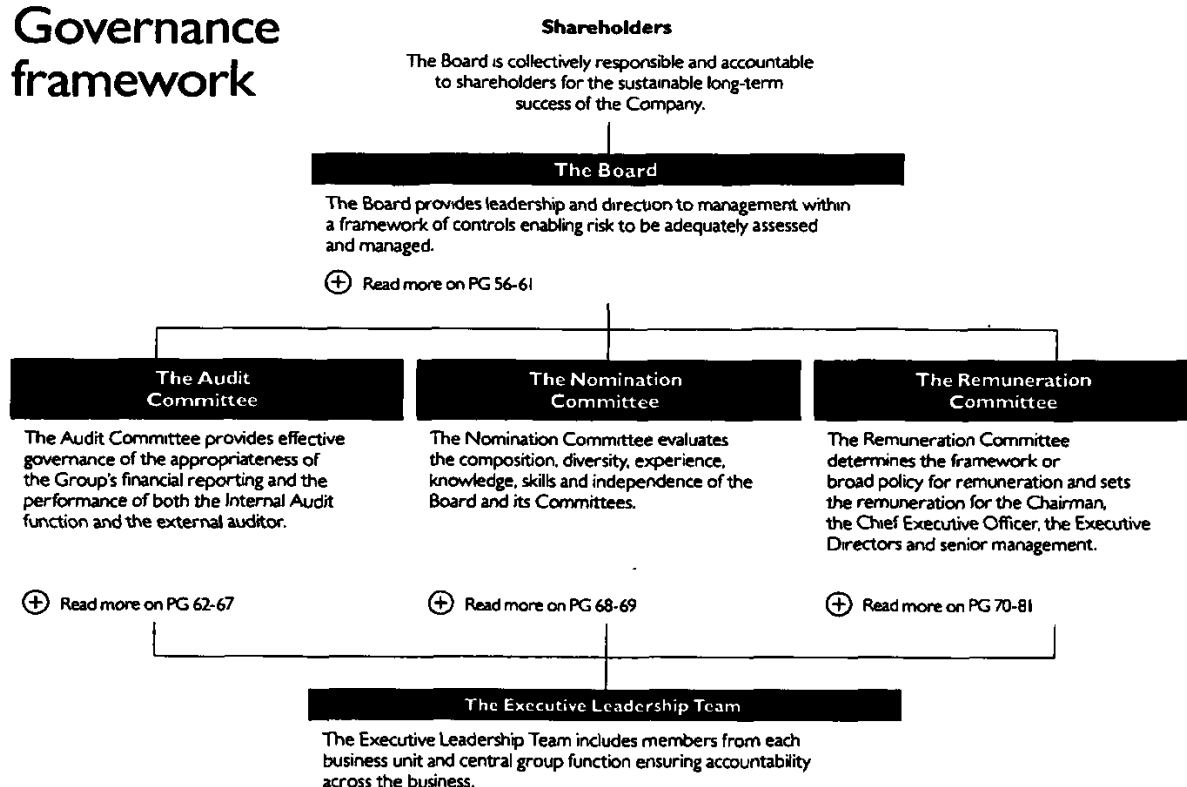 Governance
framework
Shareholders
The Board is collectively responsible and accountable
to shareholders for the sustainable long-term
success of the Company.
The Board
The Board provides leadership and direction to management within
a framework of controls enabling risk to be adequately assessed
and managed.
Read more on PG 56-61
The Audit
Committee
The Audit Committee provides effective
governance of the appropriateness of
the Group's financial reporting and the
performance of both the Internal Audit
function and the external auditor.
Read more on PG 62-67
The Nomination
Committee
The Nomination Committee evaluates
the composition, diversity, experience,
knowledge, skills and independence of the
Board and its Committees.
Read more on PG 68-69
The Remuneration
Committee
The Remuneration Committee
determines the framework or
broad policy for remuneration and sets
the remuneration for the Chairman,
the Chief Executive Officer, the Executive
Directors and senior management.
Read more on PG 70-81
The Executive Leadership Team
The Executive Leadership Team includes members from each
business unit and central group function ensuring accountability
across the business.